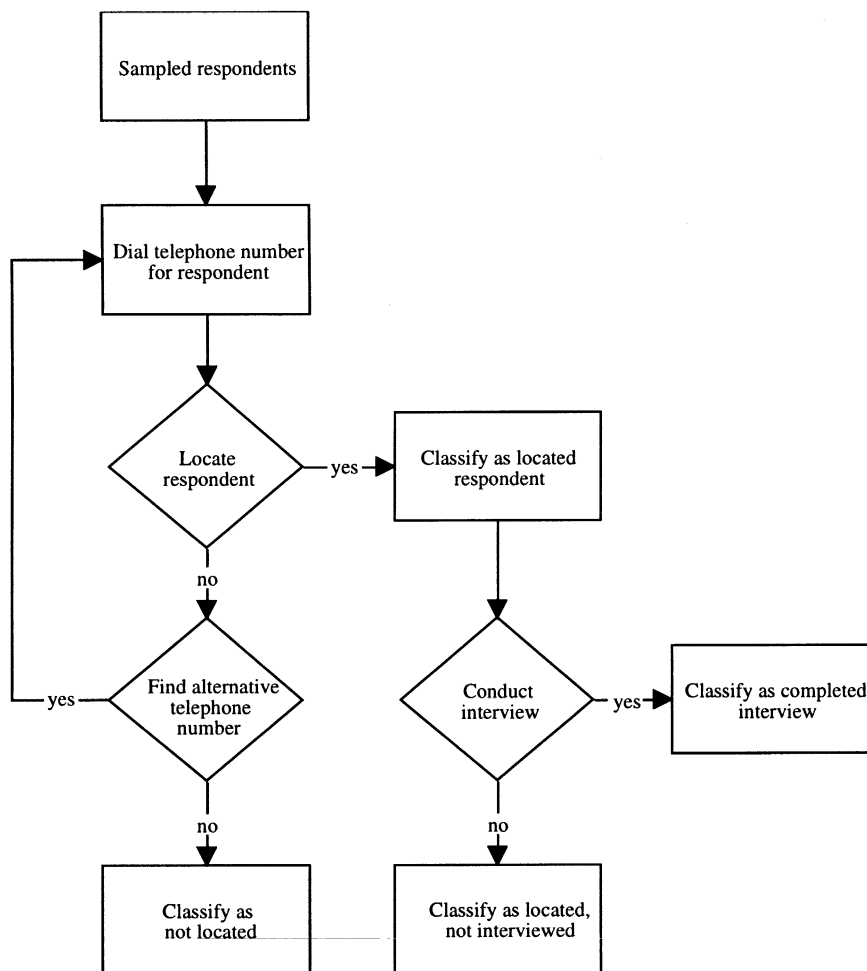 Sampled respondents
Dial telephone number
for respondent
Locate
respondent
yes
Classify as located
respondent
no
Find alternative
telephone
number
yes
Conduct
interview
yes
Classify as completed
interview
no
no
Classify as
not located
Classify as located,
not interviewed